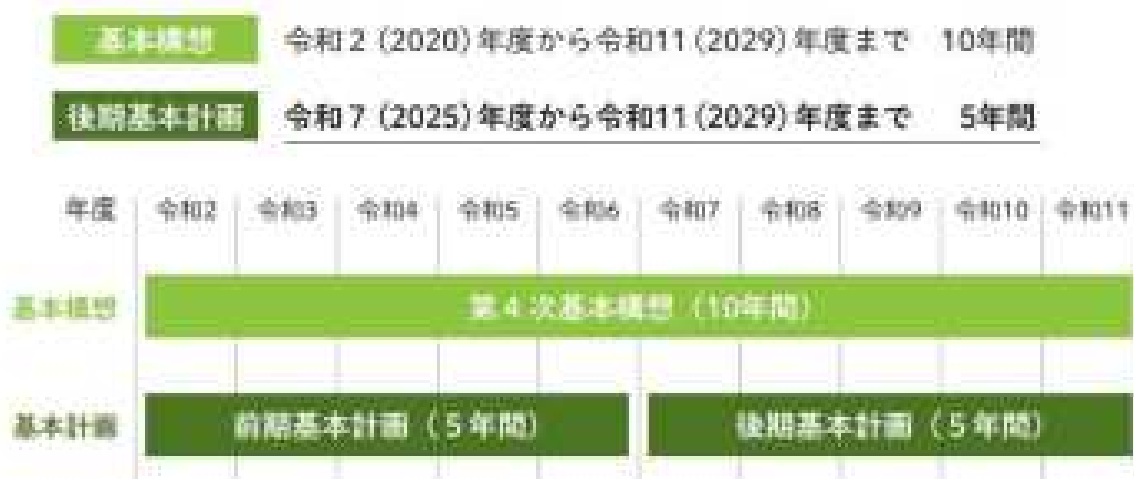 基本構想 令和2（2020）年度から令和11（2029）年度まで 10年間
後期基本計画 令和7（2025）年度から令和11（2029）年度まで 5年間
年度 令和2 令和3 令和4 令和5 令和6 令和7 令和8 令和9 令和10 令和11
基本構想 第4次基本構想（10年間）
基本計画 前期基本計画（5年間） 後期基本計画（5年間）